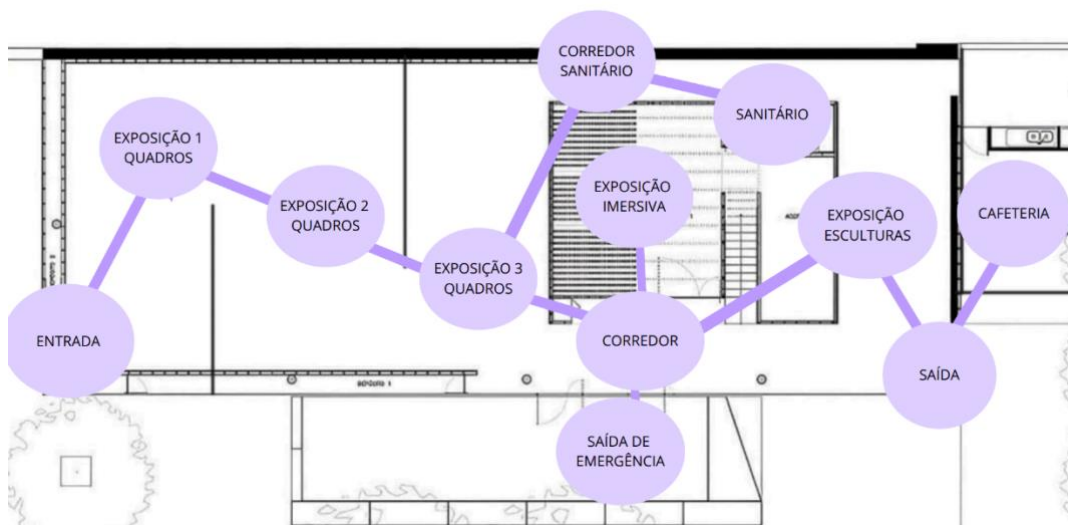 CORREDOR
SANITÁRIO
SANITÁRIO
EXPOSIÇÃO 1
QUADROS
EXPOSIÇÃO 2
QUADROS
EXPOSIÇÃO
IMERSIVA
EXPOSIÇÃO
ESCULTURAS
CAFETERIA
EXPOSIÇÃO 3
QUADROS
ENTRADA
CORREDOR
SAÍDA
SAÍDA DE
EMERGÊNCIA